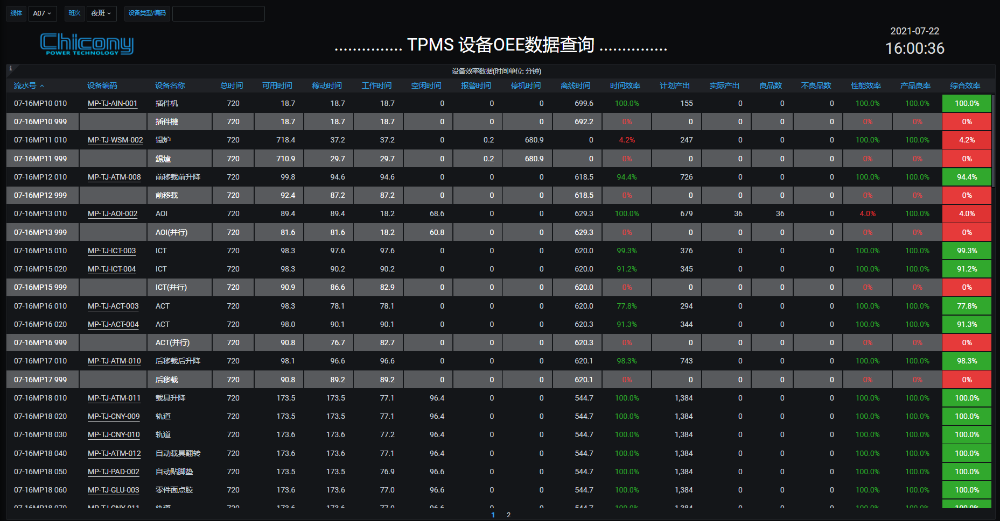 线体 A07 班次 夜班 设备类型/编码
Chicony
POWER TECHNOLOGY
............... TPMS 设备OEE数据查询 ...............
2021-07-22
16:00:36
i
设备效率数据(时间单位: 分钟)
流水号 设备编码 设备名称 总时间 可用时间 稼动时间 工作时间 空闲时间 报警时间 停机时间 离线时间 时间效率 计划产出 实际产出 良品数 不良品数 性能效率 产品良率 综合效率
07-16MP10 010 MP-TJ-AIN-001 插件机 720 18.7 18.7 18.7 0 0 0 699.6 100.0% 155 0 0 0 100.0% 100.0% 100.0%
07-16MP10 999 插件機 720 18.7 18.7 18.7 0 0 0 692.2 0% 0 0 0 0 0% 0% 0%
07-16MP11 010 MP-TJ-WSM-002 锡炉 720 718.4 37.2 37.2 0 0.2 680.9 0 4.2% 247 0 0 0 100.0% 100.0% 4.2%
07-16MP11 999 錫爐 720 710.9 29.7 29.7 0 0.2 680.9 0 0% 0 0 0 0 0% 0% 0%
07-16MP12 010 MP-TJ-ATM-008 前移载前升降 720 99.8 94.6 94.6 0 0 0 618.5 94.4% 726 0 0 0 100.0% 100.0% 94.4%
07-16MP12 999 前移载 720 92.4 87.2 87.2 0 0 0 618.5 0% 0 0 0 0 0% 0% 0%
07-16MP13 010 MP-TJ-AOI-002 AOI 720 89.4 89.4 18.2 68.6 0 0 629.3 100.0% 679 36 36 0 4.0% 100.0% 4.0%
07-16MP13 999 AOI(并行) 720 81.6 81.6 18.2 60.8 0 0 629.3 0% 0 0 0 0 0% 0% 0%
07-16MP15 010 MP-TJ-ICT-003 ICT 720 98.3 97.6 97.6 0 0 0 620.0 99.3% 376 0 0 0 100.0% 100.0% 99.3%
07-16MP15 020 MP-TJ-ICT-004 ICT 720 98.3 90.2 90.2 0 0 0 620.0 91.2% 345 0 0 0 100.0% 100.0% 91.2%
07-16MP15 999 ICT(并行) 720 90.9 86.6 82.9 0 0 0 620.0 0% 0 0 0 0 0% 0% 0%
07-16MP16 010 MP-TJ-ACT-003 ACT 720 98.3 78.1 78.1 0 0 0 620.0 77.8% 294 0 0 0 100.0% 100.0% 77.8%
07-16MP16 020 MP-TJ-ACT-004 ACT 720 98.0 90.1 90.1 0 0 0 620.3 91.3% 344 0 0 0 100.0% 100.0% 91.3%
07-16MP16 999 ACT(并行) 720 90.8 76.7 82.7 0 0 0 620.3 0% 0 0 0 0 0% 0% 0%
07-16MP17 010 MP-TJ-ATM-010 后移载后升降 720 98.1 96.6 96.6 0 0 0 620.1 98.3% 743 0 0 0 100.0% 100.0% 98.3%
07-16MP17 999 后移载 720 90.8 89.2 89.2 0 0 0 620.1 0% 0 0 0 0 0% 0% 0%
07-16MP18 010 MP-TJ-ATM-011 载具升降 720 173.5 173.5 77.1 96.4 0 0 544.7 100.0% 1,384 0 0 0 100.0% 100.0% 100.0%
07-16MP18 020 MP-TJ-CNY-009 轨道 720 173.5 173.5 77.1 96.4 0 0 544.7 100.0% 1,384 0 0 0 100.0% 100.0% 100.0%
07-16MP18 030 MP-TJ-CNY-010 轨道 720 173.6 173.6 77.2 96.4 0 0 544.7 100.0% 1,384 0 0 0 100.0% 100.0% 100.0%
07-16MP18 040 MP-TJ-ATM-012 自动载具翻转 720 173.6 173.6 77.1 96.4 0 0 544.7 100.0% 1,384 0 0 0 100.0% 100.0% 100.0%
07-16MP18 050 MP-TJ-PAD-002 自动贴脚垫 720 173.5 173.5 76.9 96.6 0 0 544.7 100.0% 1,384 0 0 0 100.0% 100.0% 100.0%
07-16MP18 060 MP-TJ-GLU-003 零件面点胶 720 173.6 173.6 77.0 96.6 0 0 544.7 100.0% 1,384 0 0 0 100.0% 100.0% 100.0%
07-16MP18 070 MP-TJ-CNY-011 轨道 720 173.6 173.6 77.0 96.6 0 0 544.7 100.0% 1,384 0 0 0 100.0% 100.0% 100.0%
1 2